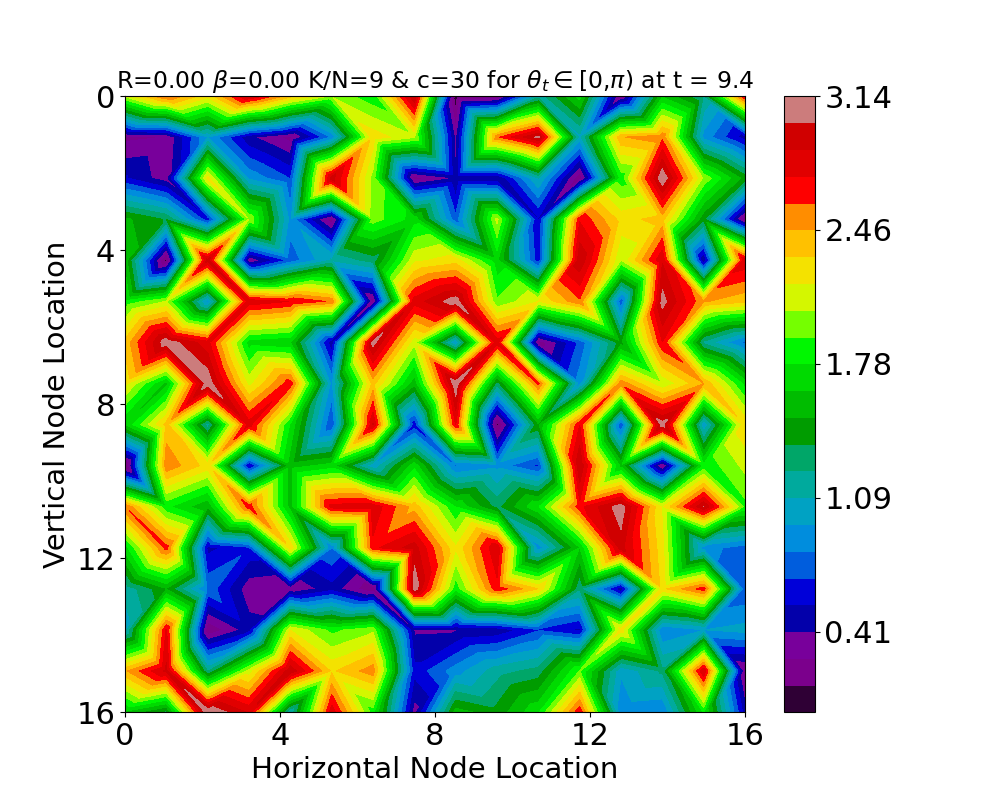 R=0.00 β=0.00 K/N=9 & c=30 for θ_t ∈ [0,π) at t = 9.4
0
4
8
12
16
Vertical Node Location
0 4 8 12 16
Horizontal Node Location
3.14
2.46
1.78
1.09
0.41